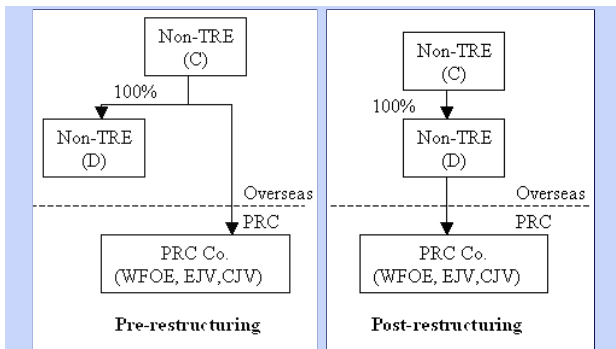 Non-TRE
(C)
100%
Non-TRE
(D)
Overseas
PRC
PRC Co.
(WFOE, EJV,CJV)
Pre-restructuring
Non-TRE
(C)
100%
Non-TRE
(D)
Overseas
PRC
PRC Co.
(WFOE, EJV,CJV)
Post-restructuring